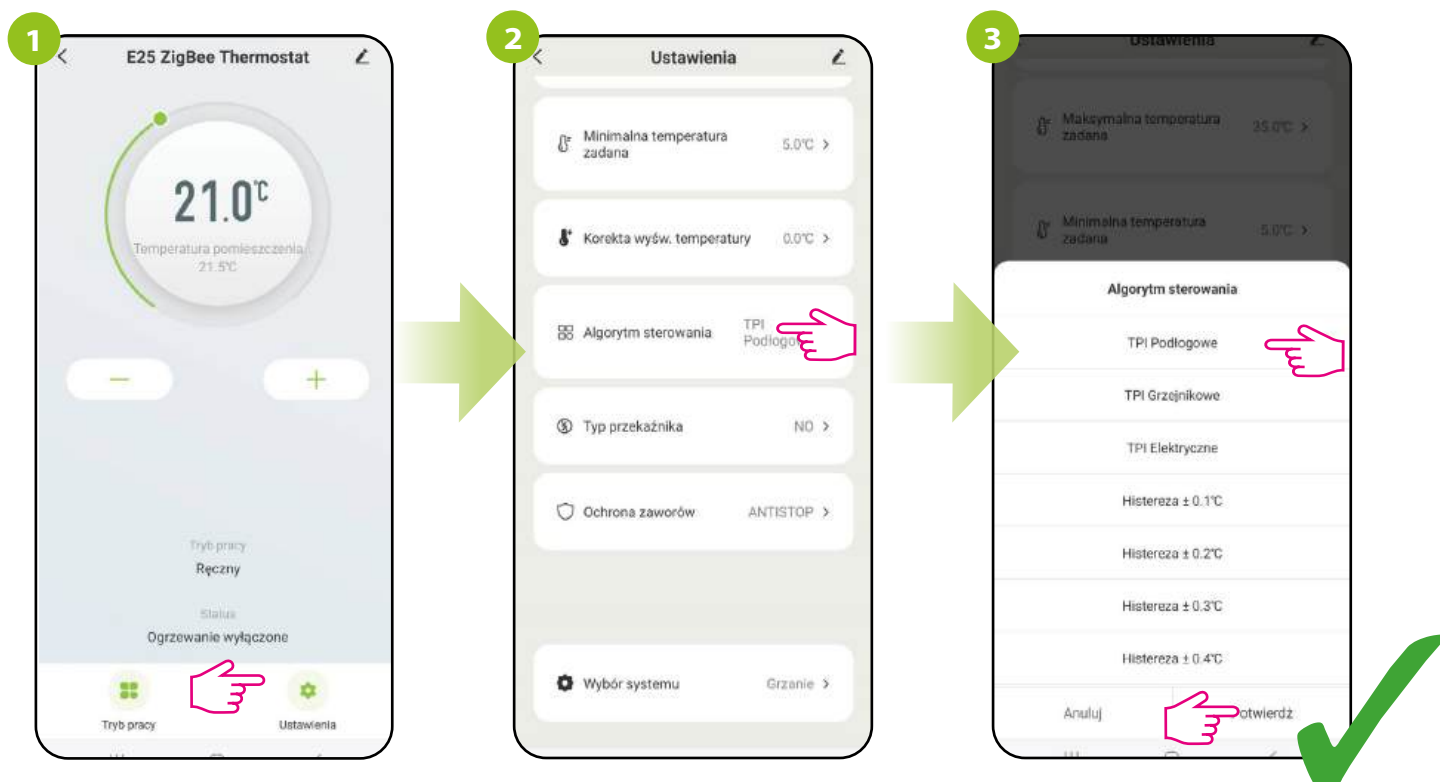 1
E25 ZigBee Thermostat
21.0℃
Temperatura pomieszczenia
21.5℃
Tryb pracy
Ręczny
Status
Ogrzewanie wyłączone
Tryb pracy
Ustawienia
2
Ustawienia
Minimalna temperatura
zadana
5.0℃ >
Korekta wyśw. temperatury 0.0℃ >
Algorytm sterowania
TPI
Typ przekaźnika NO >
Ochrona zaworów ANTISTOP >
Wybór systemu Grzanie >
3
Ustawienia
Maksymalna temperatura
zadana
35.0℃ >
Minimalna temperatura
zadana
5.0℃ >
Algorytm sterowania
TPI Podłogowe
TPI Grzejnikowe
TPI Elektryczne
Histereza ± 0.1℃
Histereza ± 0.2℃
Histereza ± 0.3℃
Histereza ± 0.4℃
Anuluj